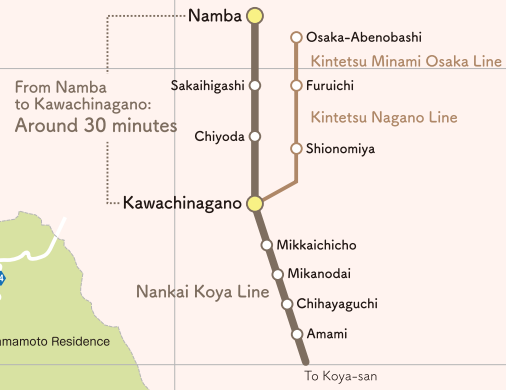 Namba
Osaka-Abenobashi
Kintetsu Minami Osaka Line
Sakaihigashi
Furuichi
From Namba
to Kawachinagano:
Around 30 minutes
Kintetsu Nagano Line
Chiyoda
Shionomiya
Kawachinagano
Mikkaichicho
Mikanodai
Nankai Koya Line
Chihayaguchi
Amami
Residence
To Koya-san